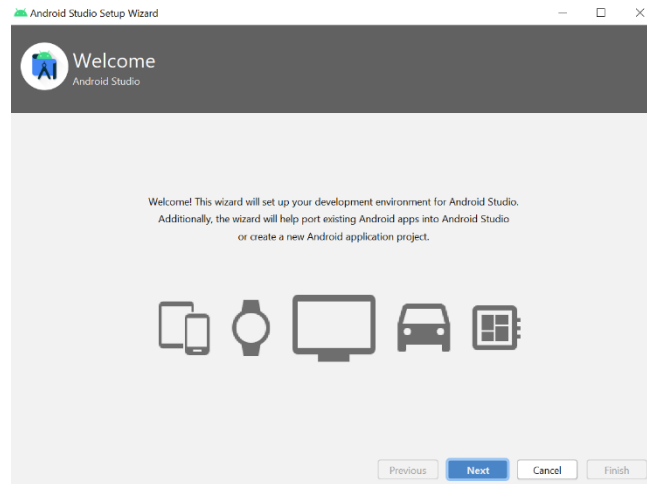 Android Studio Setup Wizard
Welcome
Android Studio
Welcome! This wizard will set up your development environment for Android Studio.
Additionally, the wizard will help port existing Android apps into Android Studio
or create a new Android application project.
Previous Next Cancel Finish